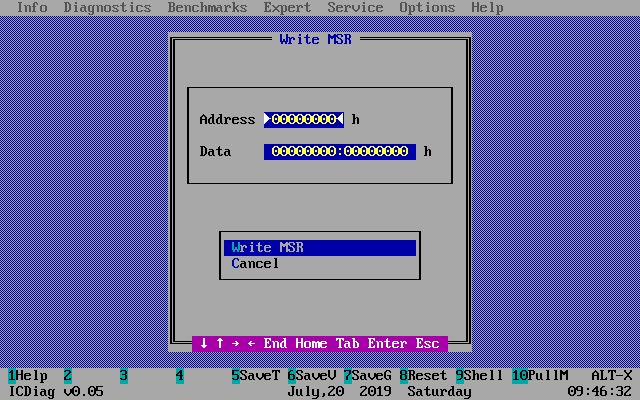 Info Diagnostics Benchmarks Expert Service Options Help
Write MSR
Address 00000000 h
Data 00000000:00000000 h
Write MSR
Cancel
↓ ↑ → ← End Home Tab Enter Esc
1Help 2 3 4 5SaveT 6SaveV 7SaveG 8Reset 9Shell 10PullM ALT-X
ICDiag v0.05 July,20 2019 Saturday 09:46:32